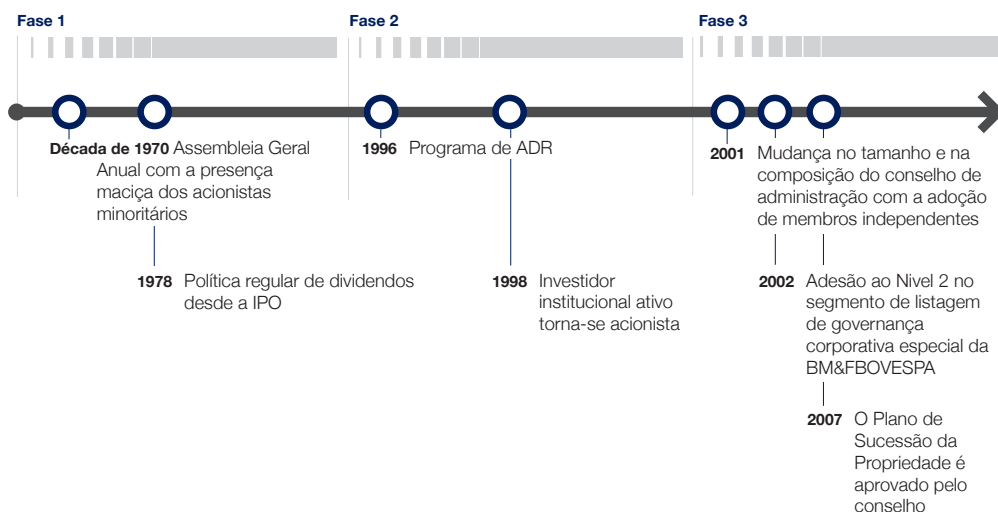 Fase 1
Fase 2
Fase 3
Década de 1970 Assembleia Geral
Anual com a presença
maciça dos acionistas
minoritários
1978 Política regular de dividendos
desde a IPO
1996 Programa de ADR
1998 Investidor
institucional ativo
torna-se acionista
2001 Mudança no tamanho e na
composição do conselho de
administração com a adoção
de membros independentes
2002 Adesão ao Nivel 2 no
segmento de listagem
de governança
corporativa especial da
BM&FBOVESPA
2007 O Plano de
Sucessão da
Propriedade é
aprovado pelo
conselho